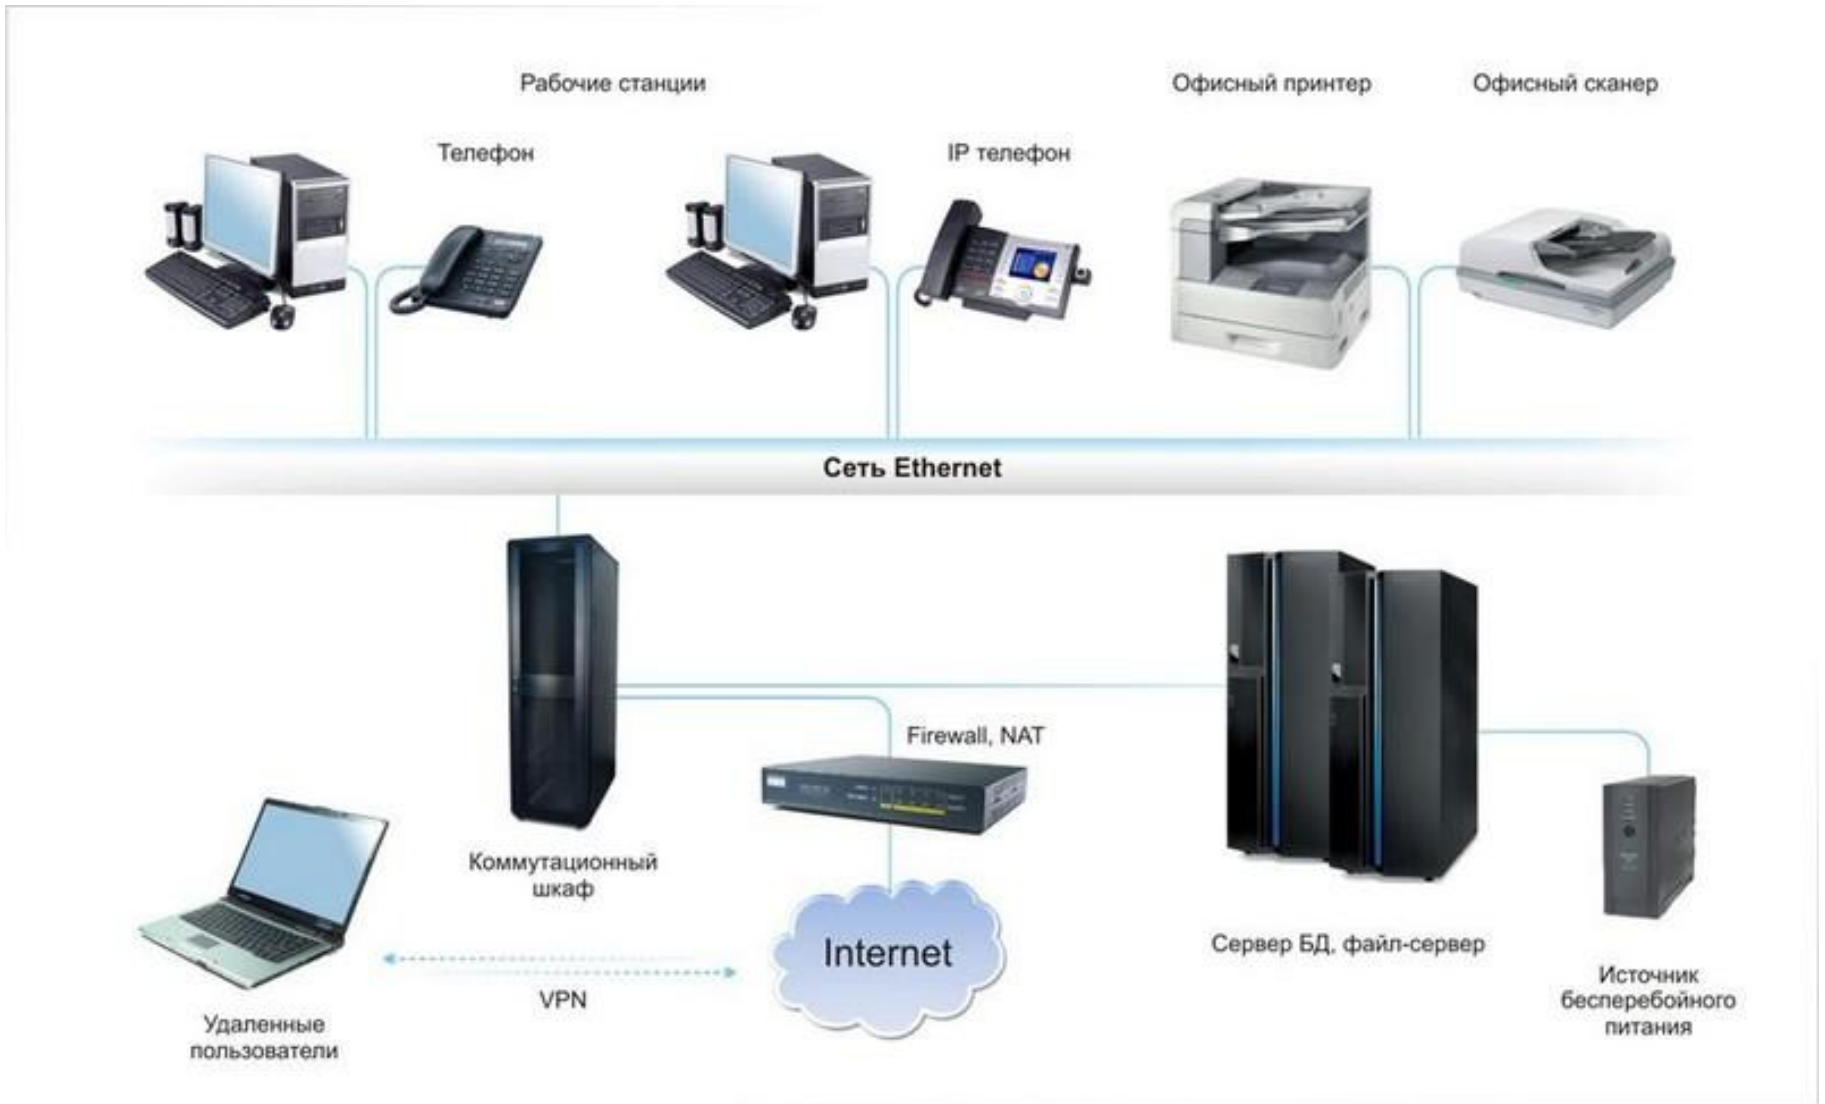 Рабочие станции
Офисный принтер
Офисный сканер
Телефон
IP телефон
Сеть Ethernet
Firewall, NAT
Коммутационный
шкаф
Internet
Сервер БД, файл-сервер
VPN
Источник
бесперебойного
питания
Удаленные
пользователи